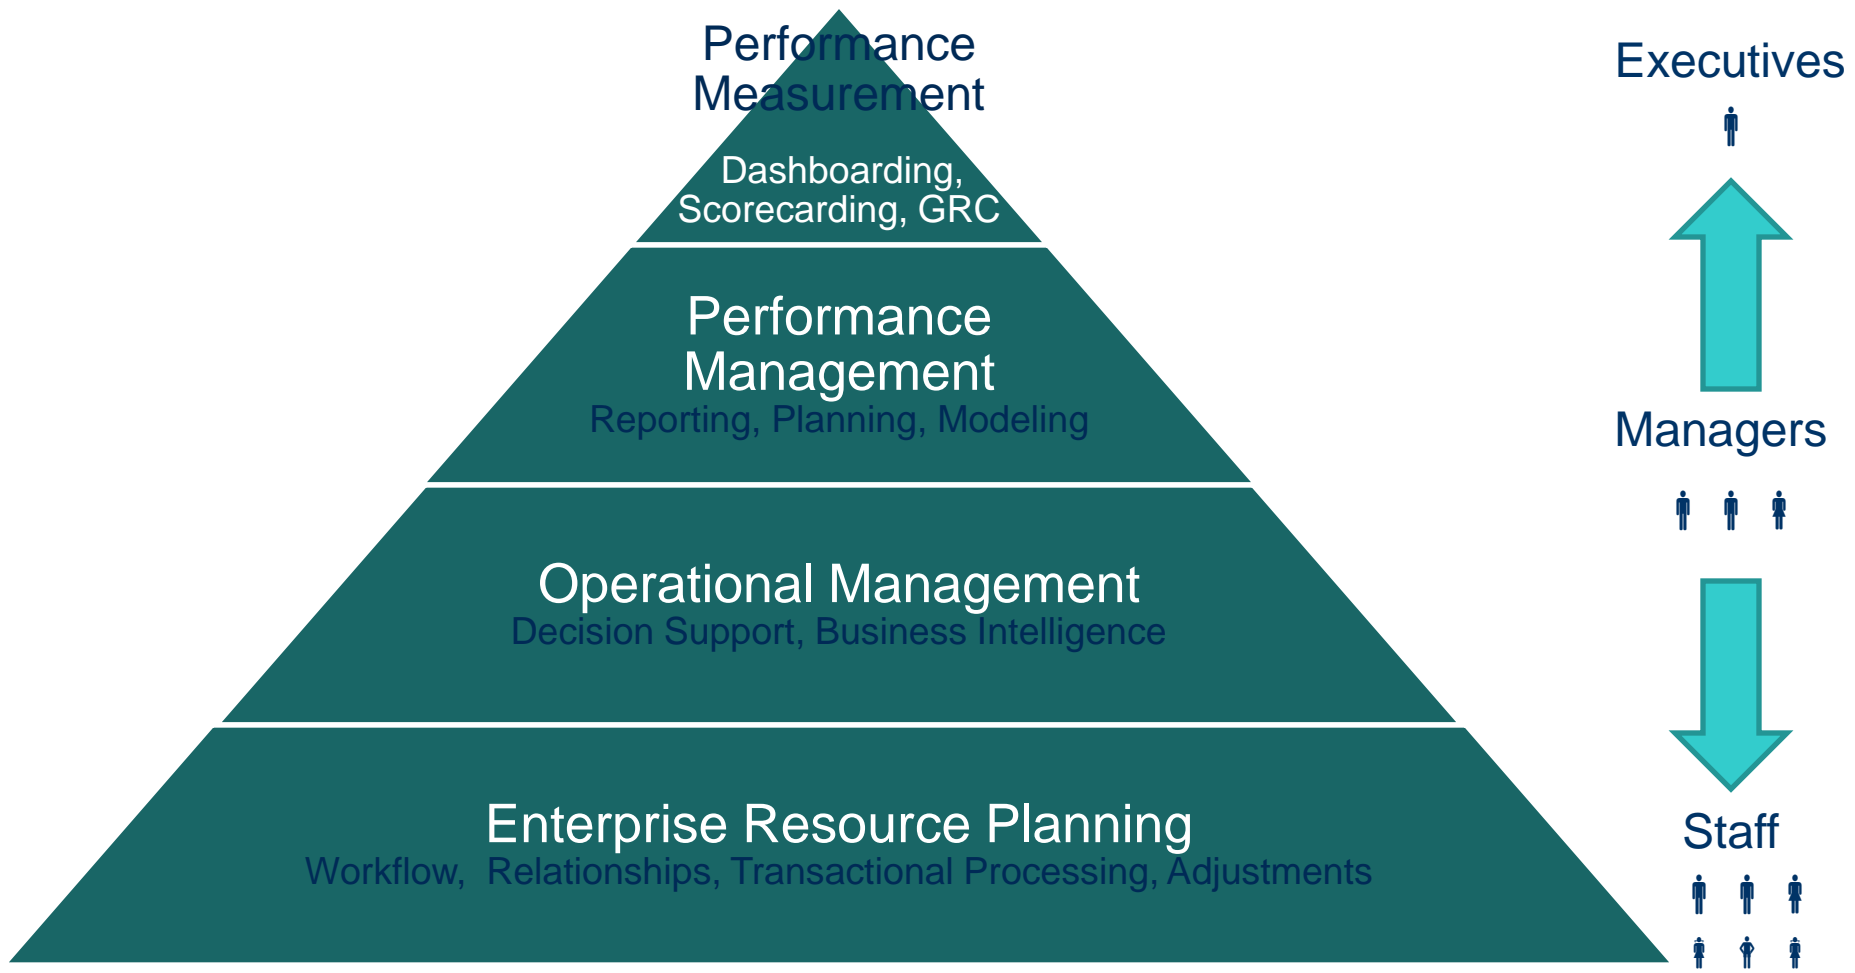 Performance
Measurement
Dashboarding,
Scorecarding, GRC
Performance
Management
Reporting, Planning, Modeling
Operational Management
Decision Support, Business Intelligence
Enterprise Resource Planning
Workflow,  Relationships, Transactional Processing, Adjustments
Executives
Managers
Staff